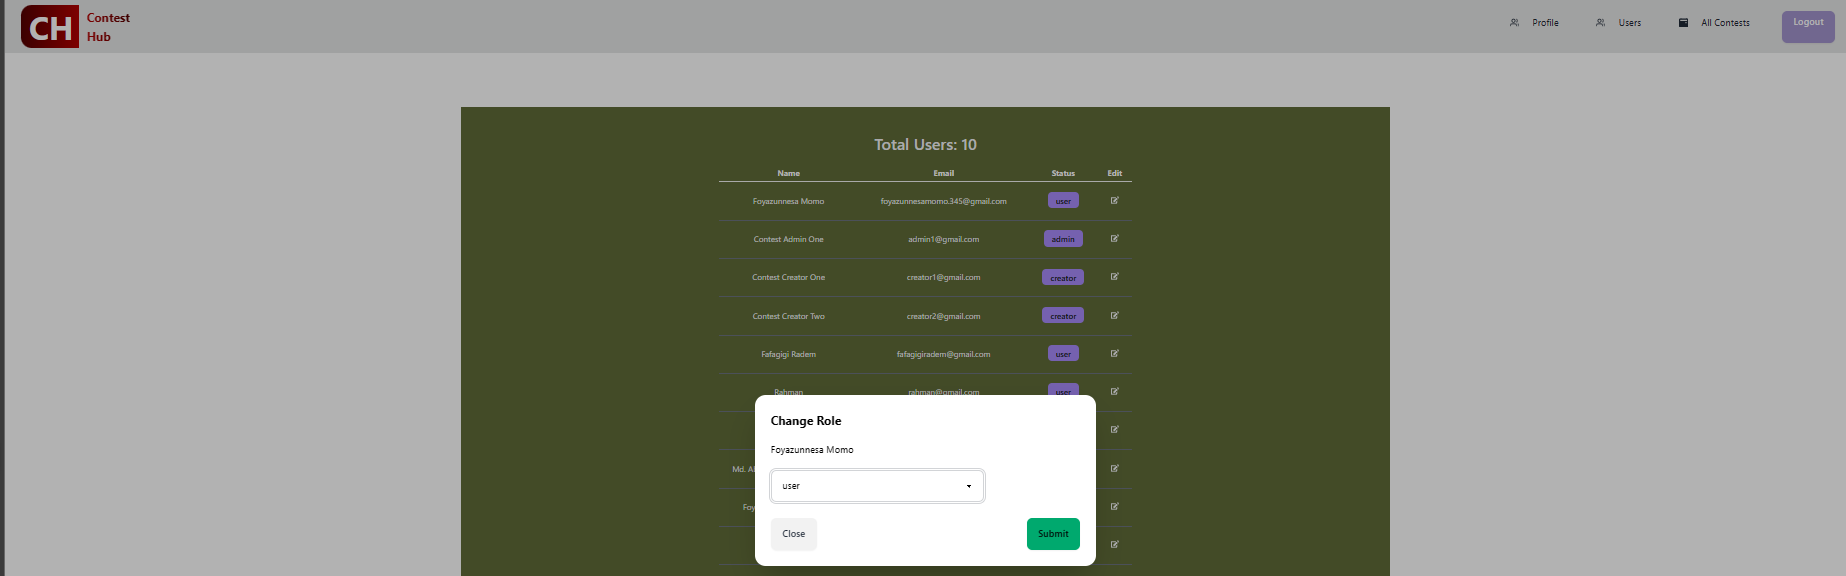 CH Contest Hub
Profile Users All Contests Logout
Total Users: 10
Name Email Status Edit
Foyazunnesa Momo foyazunnesamomo.345@gmail.com user
Contest Admin One admin1@gmail.com admin
Contest Creator One creator1@gmail.com creator
Contest Creator Two creator2@gmail.com creator
Fafagigi Radem fafagigiradem@gmail.com user
Rahman rahman@gmail.com user
Md. Al
Foy
Change Role
Foyazunnesa Momo
user
Close Submit